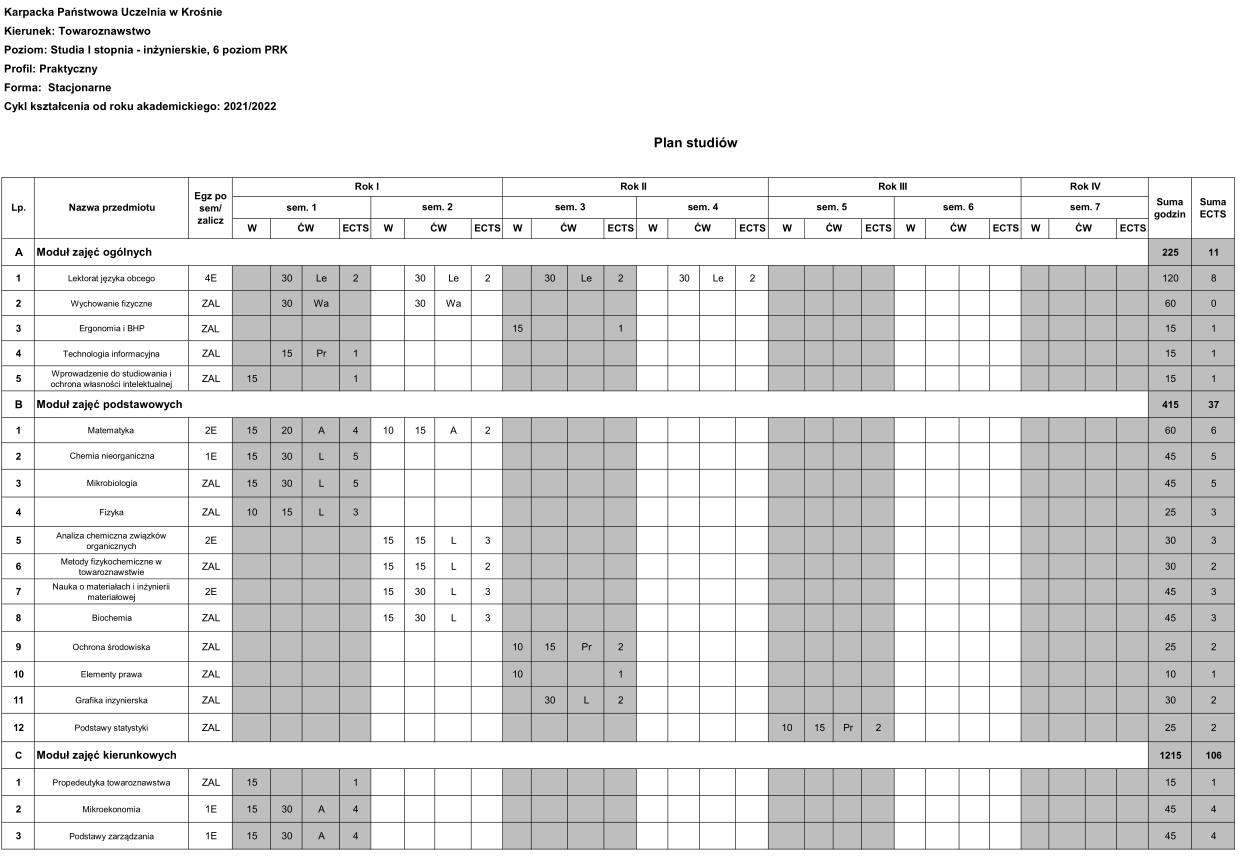 Karpacka Państwowa Uczelnia w Krośnie
Kierunek: Towaroznawstwo
Poziom: Studia I stopnia - inżynierskie, 6 poziom PRK
Profil: Praktyczny
Forma: Stacjonarne
Cykl kształcenia od roku akademickiego: 2021/2022
Plan studiów
Lp. Nazwa przedmiotu Egz po sem/ zalicz Rok I Rok II Rok III Rok IV Suma godzin Suma ECTS
sem. 1 sem. 2 sem. 3 sem. 4 sem. 5 sem. 6 sem. 7
W ĆW ECTS W ĆW ECTS W ĆW ECTS W ĆW ECTS W ĆW ECTS W ĆW ECTS W ĆW ECTS
A Moduł zajęć ogólnych 225 11
1 Lektorat języka obcego 4E 30 Le 2 30 Le 2 30 Le 2 30 Le 2 120 8
2 Wychowanie fizyczne ZAL 30 Wa 30 Wa 60 0
3 Ergonomia i BHP ZAL 15 1 15 1
4 Technologia informacyjna ZAL 15 Pr 1 15 1
5 Wprowadzenie do studiowania i ochrona własności intelektualnej ZAL 15 1 15 1
B Moduł zajęć podstawowych 415 37
1 Matematyka 2E 15 20 A 4 10 15 A 2 60 6
2 Chemia nieorganiczna 1E 15 30 L 5 45 5
3 Mikrobiologia ZAL 15 30 L 5 45 5
4 Fizyka ZAL 10 15 L 3 25 3
5 Analiza chemiczna związków organicznych 2E 15 15 L 3 30 3
6 Metody fizykochemiczne w towaroznawstwie ZAL 15 15 L 2 30 2
7 Nauka o materiałach i inżynierii materiałowej 2E 15 30 L 3 45 3
8 Biochemia ZAL 15 30 L 3 45 3
9 Ochrona środowiska ZAL 10 15 Pr 2 25 2
10 Elementy prawa ZAL 10 1 10 1
11 Grafika inzynierska ZAL 30 L 2 30 2
12 Podstawy statystyki ZAL 10 15 Pr 2 25 2
C Moduł zajęć kierunkowych 1215 106
1 Propedeutyka towaroznawstwa ZAL 15 1 15 1
2 Mikroekonomia 1E 15 30 A 4 45 4
3 Podstawy zarządzania 1E 15 30 A 4 45 4